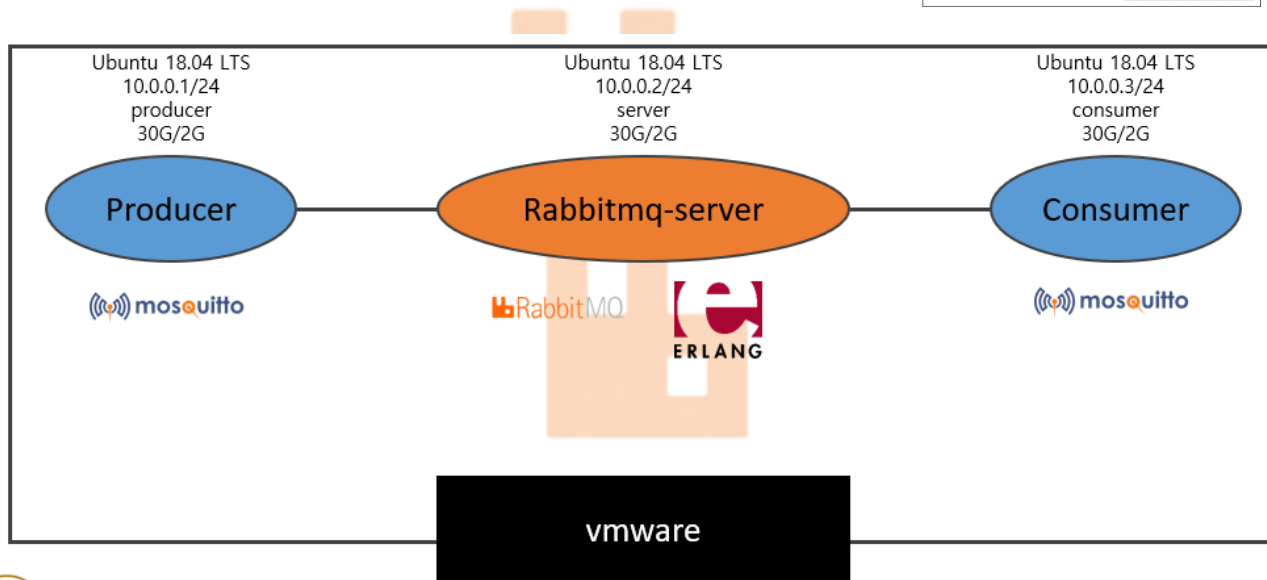 Ubuntu 18.04 LTS
10.0.0.1/24
producer
30G/2G
Ubuntu 18.04 LTS
10.0.0.2/24
server
30G/2G
Ubuntu 18.04 LTS
10.0.0.3/24
consumer
30G/2G
Producer
Rabbitmq-server
Consumer
mosquitto
RabbitMQ
ERLANG
mosquitto
vmware